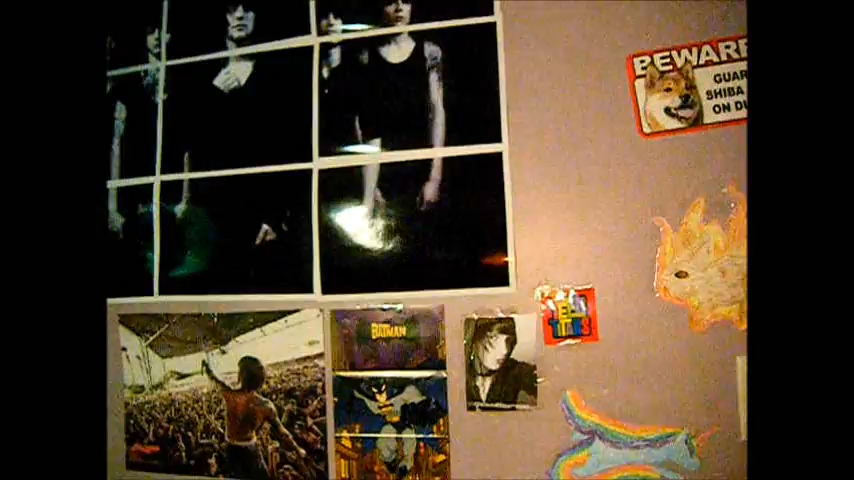 BEWARE
GUAR
SHIBA
ON DU
BATMAN
TEEN
TITANS